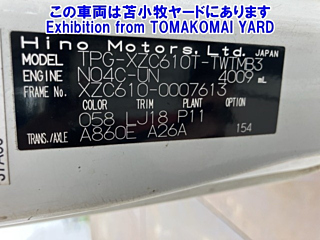 この車両は苫小牧ヤードにあります
Exhibition from TOMAKOMAI YARD
Hino Motors, Ltd. JAPAN
MODEL TPG-XZC610T-TWTMB3
ENGINE N04C-UN 4009 mL
FRAME NO. XZC610-0007613
COLOR TRIM PLANT
058 LJ18 P11
TRANS./AXLE A860E A26A 154